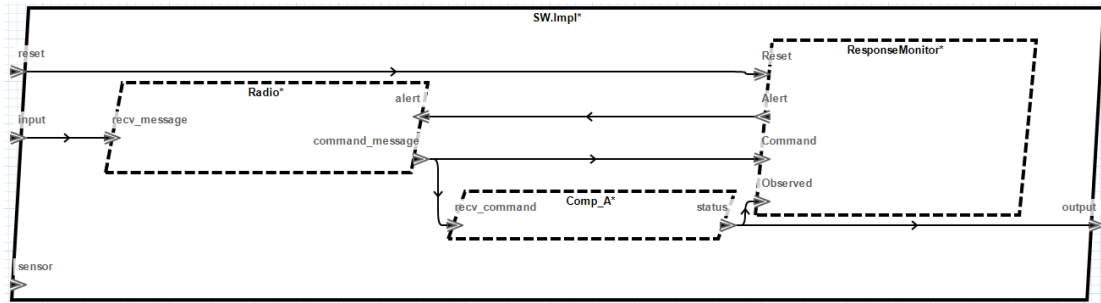 SW.Impl*
reset
Reset
ResponseMonitor*
Radio*
alert
Alert
input
recv_message
command_message
Command
Observed
recv_command
Comp_A*
status
output
sensor